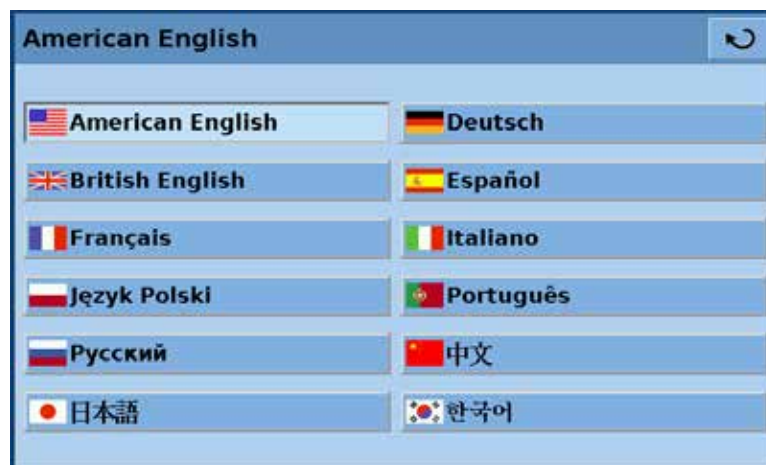 American English
American English
Deutsch
British English
Español
Français
Italiano
Język Polski
Português
Русский
中文
日本語
한국어